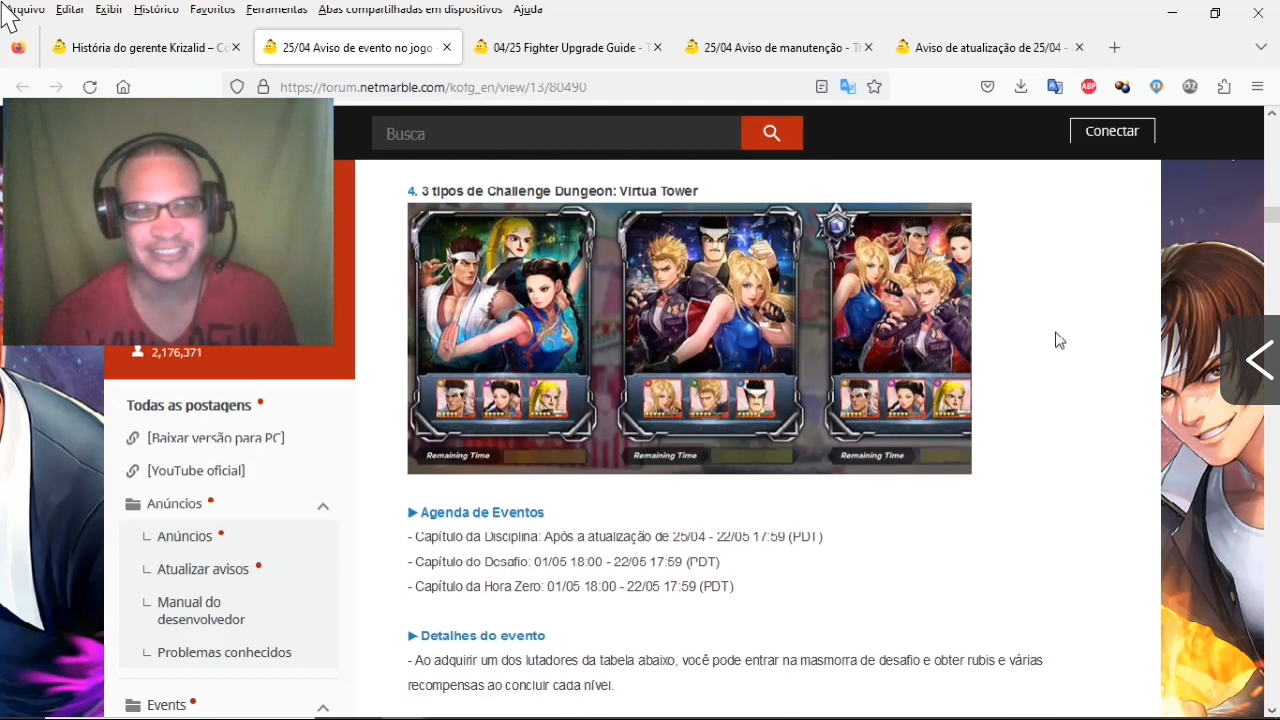 Arquivo Editar Exibir Histórico Favoritos Ferramentas Abas compartilhadas do dispositivos Ajuda
História do gerente Krizalid – Co
25/04 Aviso de evento no jogo -
04/25 Fighter Upgrade Guide - T
25/04 Aviso de manutenção - Th
Aviso de atualização de 25/04 -
https://forum.netmarble.com/kofg_en/view/13/80490
ABP
Busca
Conectar
4. 3 tipos de Challenge Dungeon: Virtua Tower
Remaining Time
Remaining Time
Remaining Time
2,176,371
Todas as postagens
[Baixar versão para PC]
[YouTube oficial]
Anúncios
Anúncios
Atualizar avisos
Manual do
desenvolvedor
Problemas conhecidos
Events
▶ Agenda de Eventos
- Capítulo da Disciplina: Após a atualização de 25/04 - 22/05 17:59 (PDT)
- Capítulo do Desafio: 01/05 18:00 - 22/05 17:59 (PDT)
- Capítulo da Hora Zero: 01/05 18:00 - 22/05 17:59 (PDT)
▶ Detalhes do evento
- Ao adquirir um dos lutadores da tabela abaixo, você pode entrar na masmorra de desafio e obter rubis e várias
recompensas ao concluir cada nível.